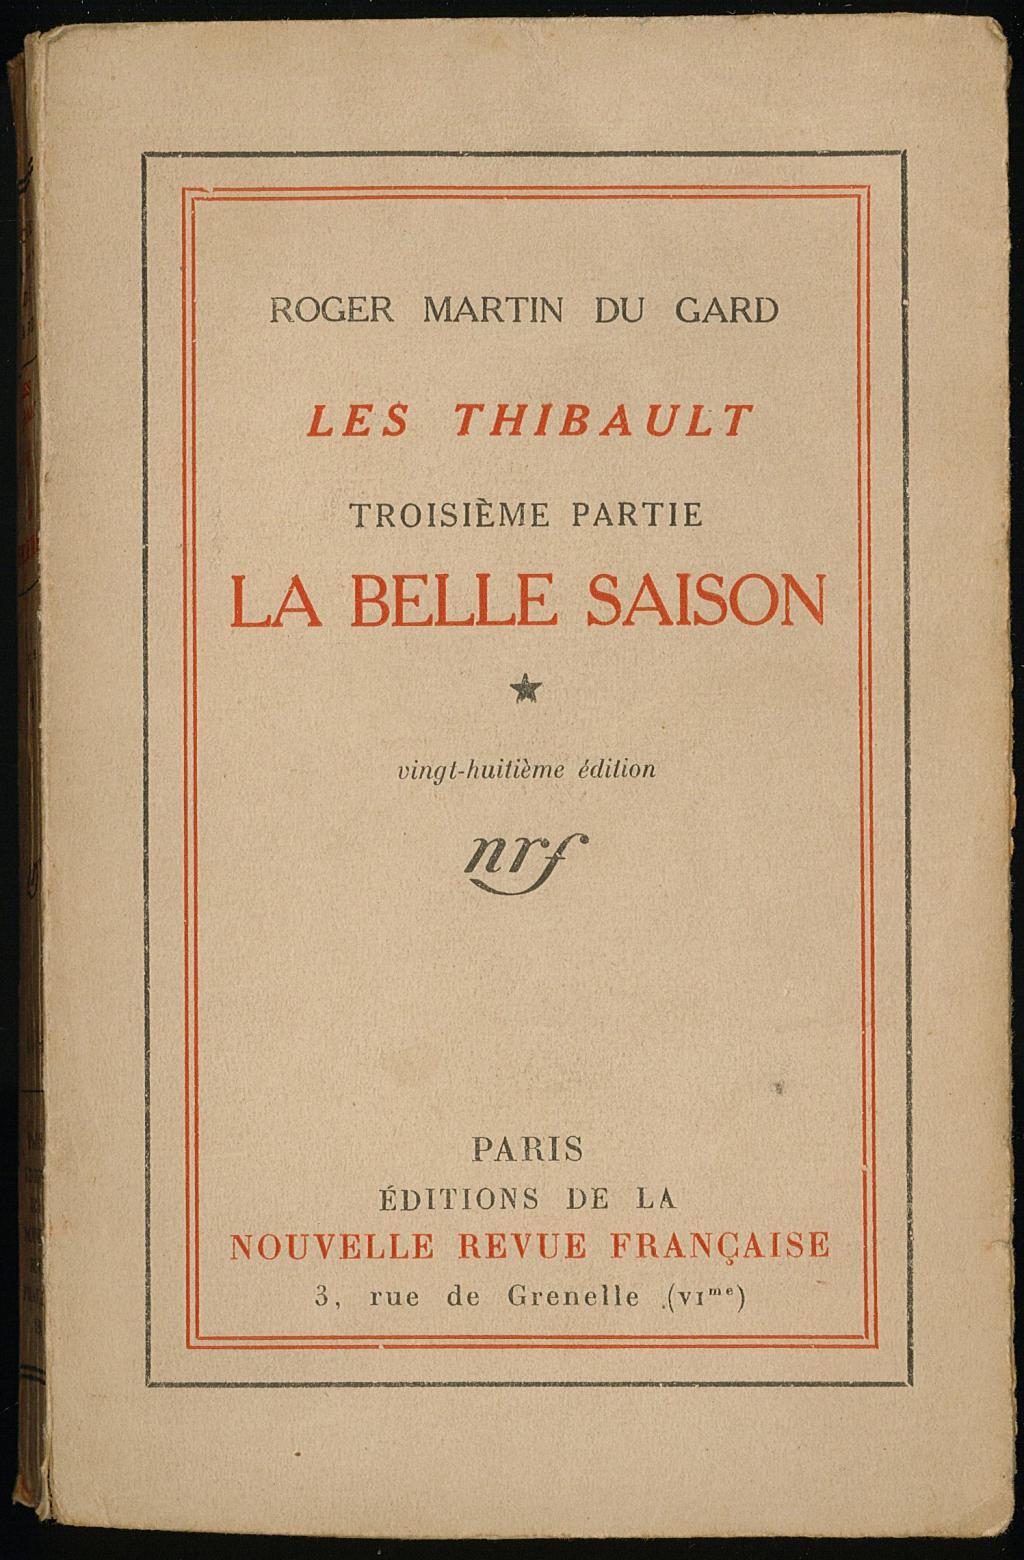 ROGER MARTIN DU GARD
LES THIBAULT
TROISIÈME PARTIE
LA BELLE SAISON
★
vingt-huitième édition
nrf
PARIS
ÉDITIONS DE LA
NOUVELLE REVUE FRANÇAISE
3, rue de Grenelle (VIᵐᵉ)